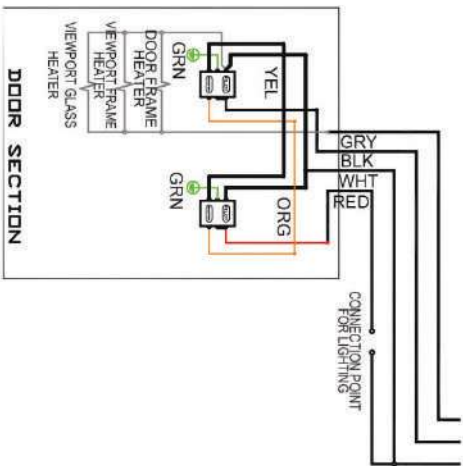 DOOR SECTION
VIEWPORT GLASS
HEATER
VIEWPORT FRAME
HEATER
DOOR FRAME
HEATER
GRN
YEL
GRN
ORG
GRY
BLK
WHT
RED
CONNECTION POINT
FOR LIGHTING